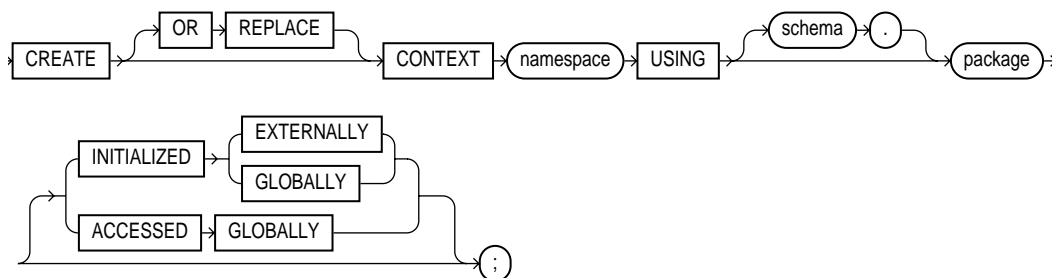 OR REPLACE schema .
CREATE CONTEXT namespace USING package
EXTERNALLY
INITIALIZED
GLOBALLY
ACCESSED GLOBALLY
;